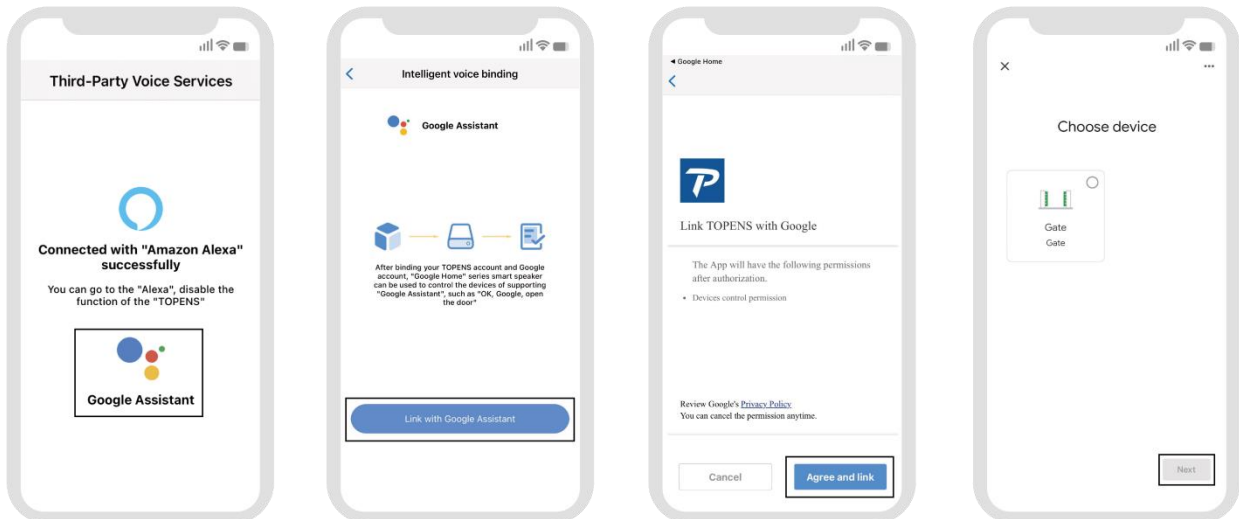 Third-Party Voice Services
Connected with "Amazon Alexa"
successfully
You can go to the "Alexa", disable the
function of the "TOPENS"
Google Assistant
Intelligent voice binding
Google Assistant
After binding your TOPENS account and Google
account, "Google Home" series smart speaker
can be used to control the devices of supporting
"Google Assistant", such as "OK, Google, open
the door"
Link with Google Assistant
Google Home
Link TOPENS with Google
The App will have the following permissions
after authorization.
• Devices control permission
Review Google's Privacy Policy
You can cancel the permission anytime.
Cancel
Agree and link
Choose device
Gate
Gate
Next